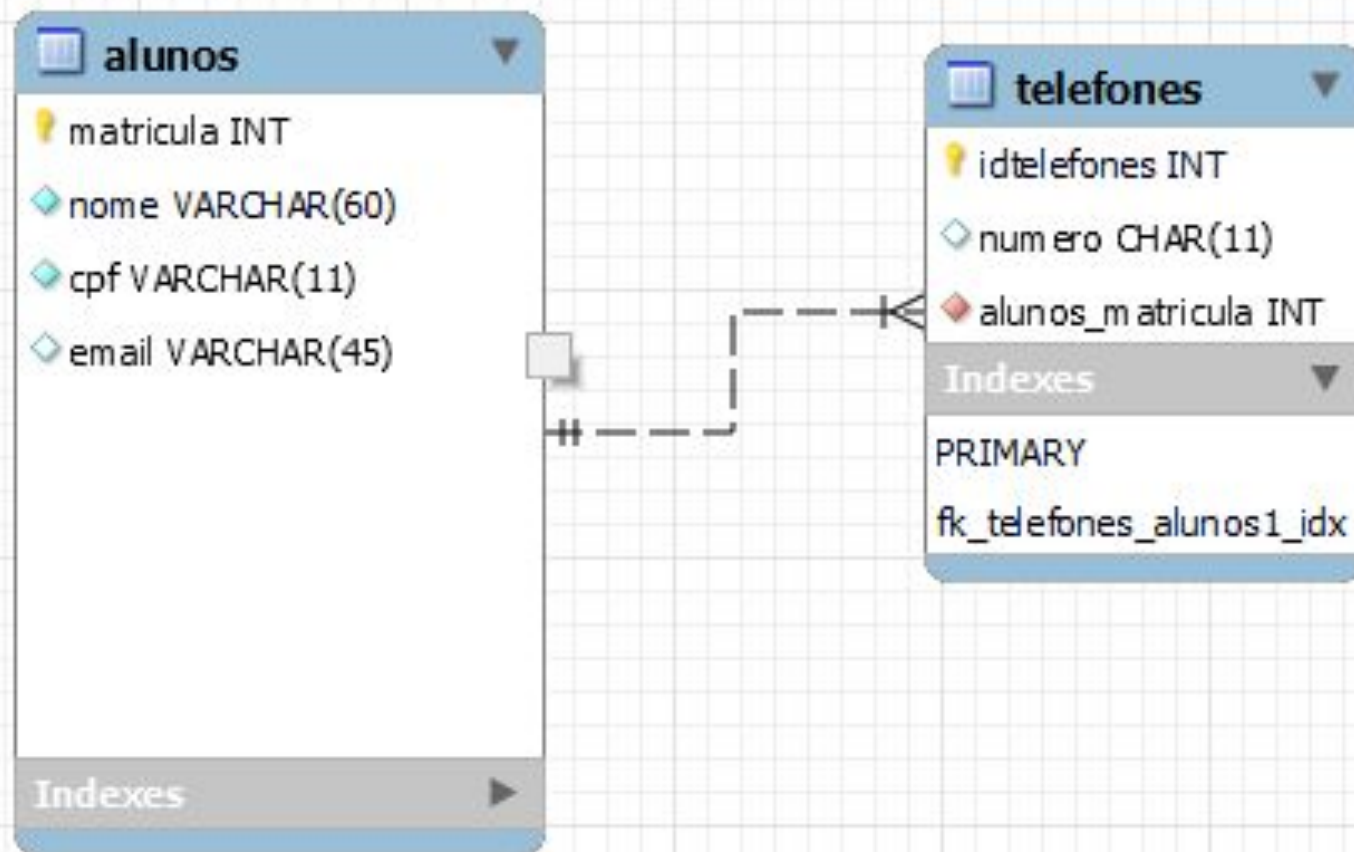 alunos
matricula INT
nome VARCHAR(60)
cpf VARCHAR(11)
email VARCHAR(45)
Indexes
telefones
idtelefones INT
numero CHAR(11)
alunos_matricula INT
Indexes
PRIMARY
fk_telefones_alunos1_idx